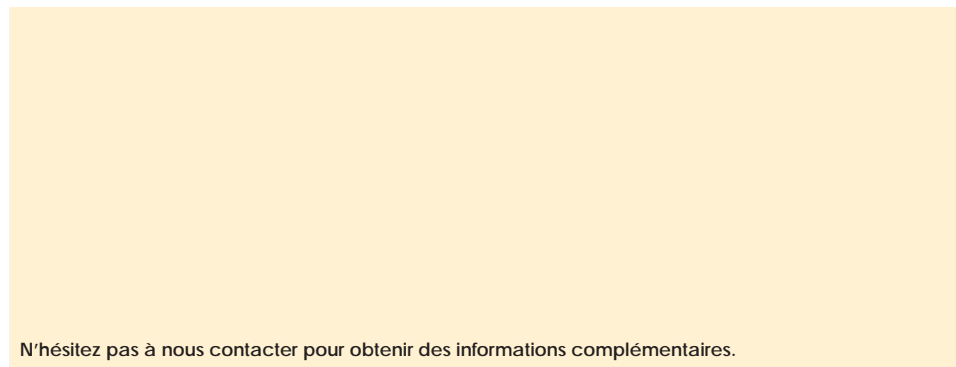 N’hésitez pas à nous contacter pour obtenir des informations complémentaires.